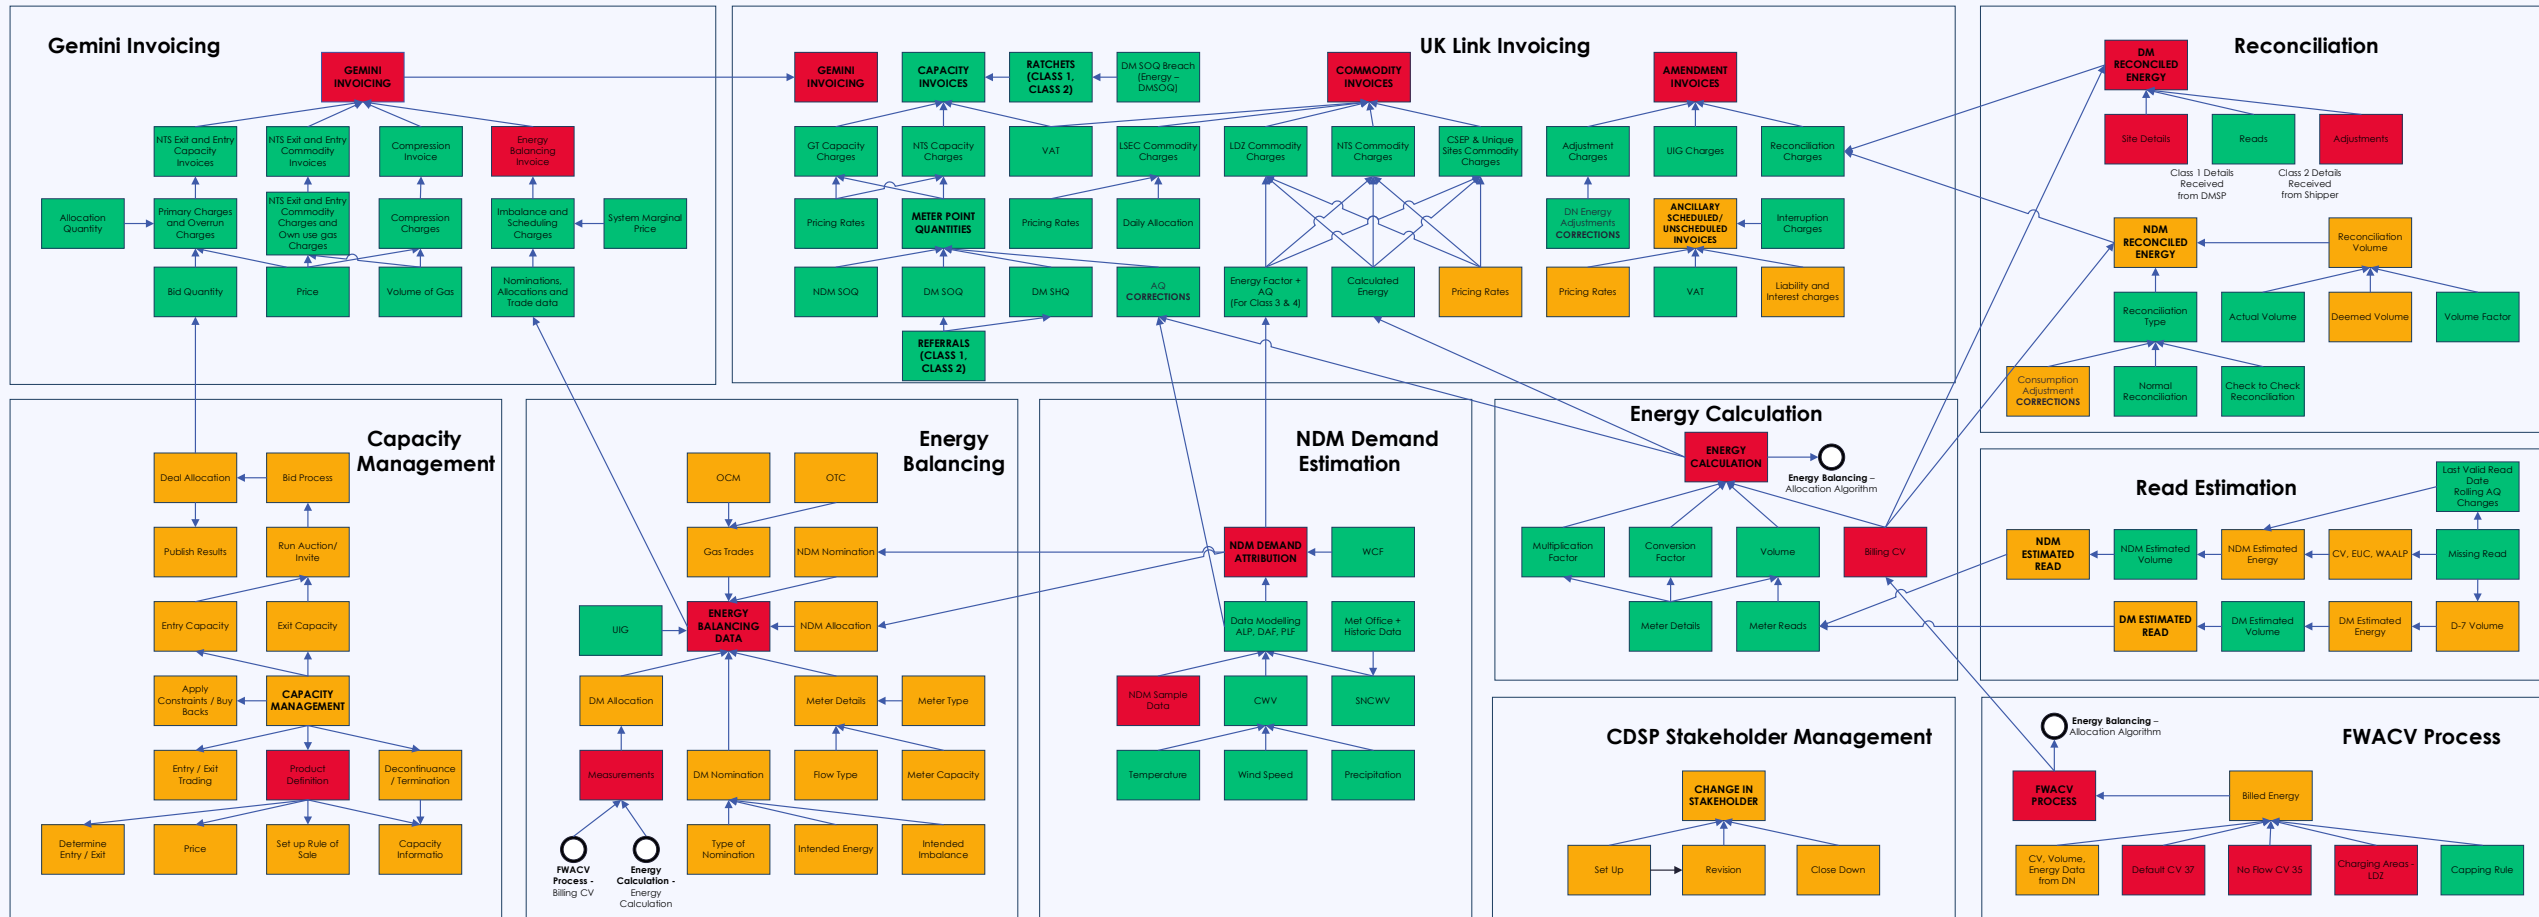 Gemini Invoicing
GEMINI
INVOICING
NTS Exit and Entry
Capacity
Invoices
NTS Exit and Entry
Commodity
Invoices
Compression
Invoice
Energy
Balancing
Invoice
Allocation
Quantity
Primary Charges
and Overrun
Charges
NTS Exit and Entry
Commodity
Charges and
Own use gas
Charges
Compression
Charges
Imbalance and
Scheduling
Charges
System Marginal
Price
Bid Quantity
Price
Volume of Gas
Nominations,
Allocations and
Trade data
UK Link Invoicing
GEMINI
INVOICING
CAPACITY
INVOICES
RATCHETS
(CLASS 1,
CLASS 2)
DM SOQ Breach
(Energy –
DMSOQ)
COMMODITY
INVOICES
AMENDMENT
INVOICES
GT Capacity
Charges
NTS Capacity
Charges
VAT
LSEC Commodity
Charges
LDZ Commodity
Charges
NTS Commodity
Charges
CSEP & Unique
Sites Commodity
Charges
Adjustment
Charges
UIG Charges
Reconciliation
Charges
Pricing Rates
METER POINT
QUANTITIES
Pricing Rates
Daily Allocation
DN Energy
Adjustments
CORRECTIONS
ANCILLARY
SCHEDULED/
UNSCHEDULED
INVOICES
Interruption
Charges
NDM SOQ
DM SOQ
DM SHQ
AQ
CORRECTIONS
Energy Factor +
AQ
(For Class 3 & 4)
Calculated
Energy
Pricing Rates
Pricing Rates
VAT
Liability and
Interest charges
REFERRALS
(CLASS 1,
CLASS 2)
Reconciliation
DM
RECONCILED
ENERGY
Site Details
Reads
Adjustments
Class 1 Details
Received
from DMSP
Class 2 Details
Received
from Shipper
NDM
RECONCILED
ENERGY
Reconciliation
Volume
Reconciliation
Type
Actual Volume
Deemed Volume
Volume Factor
Consumption
Adjustment
CORRECTIONS
Normal
Reconciliation
Check to Check
Reconciliation
Capacity
Management
Deal Allocation
Bid Process
Publish Results
Run Auction/
Invite
Entry Capacity
Exit Capacity
Apply
Constraints / Buy
Backs
CAPACITY
MANAGEMENT
Entry / Exit
Trading
Product
Definition
Decontinuance
/ Termination
Determine
Entry / Exit
Price
Set up Rule of
Sale
Capacity
Informatio
Energy
Balancing
OCM
OTC
Gas Trades
NDM Nomination
UIG
ENERGY
BALANCING
DATA
NDM Allocation
DM Allocation
Meter Details
Meter Type
Measurements
DM Nomination
Flow Type
Meter Capacity
FWACV
Process -
Billing CV
Energy
Calculation -
Energy
Calculation
Type of
Nomination
Intended Energy
Intended
Imbalance
NDM Demand
Estimation
NDM DEMAND
ATTRIBUTION
WCF
Data Modelling
ALP, DAF, PLF
Met Office +
Historic Data
NDM Sample
Data
CWV
SNCWV
Temperature
Wind Speed
Precipitation
Energy Calculation
ENERGY
CALCULATION
Energy Balancing –
Allocation Algorithm
Multiplication
Factor
Conversion
Factor
Volume
Billing CV
Meter Details
Meter Reads
Read Estimation
Last Valid Read
Date
Rolling AQ
Changes
NDM
ESTIMATED
READ
NDM Estimated
Volume
NDM Estimated
Energy
CV, EUC, WAALP
Missing Read
DM ESTIMATED
READ
DM Estimated
Volume
DM Estimated
Energy
D-7 Volume
CDSP Stakeholder Management
CHANGE IN
STAKEHOLDER
Set Up
Revision
Close Down
FWACV Process
Energy Balancing –
Allocation Algorithm
FWACV
PROCESS
Billed Energy
CV, Volume,
Energy Data
from DN
Default CV 37
No Flow CV 35
Charging Areas -
LDZ
Capping Rule